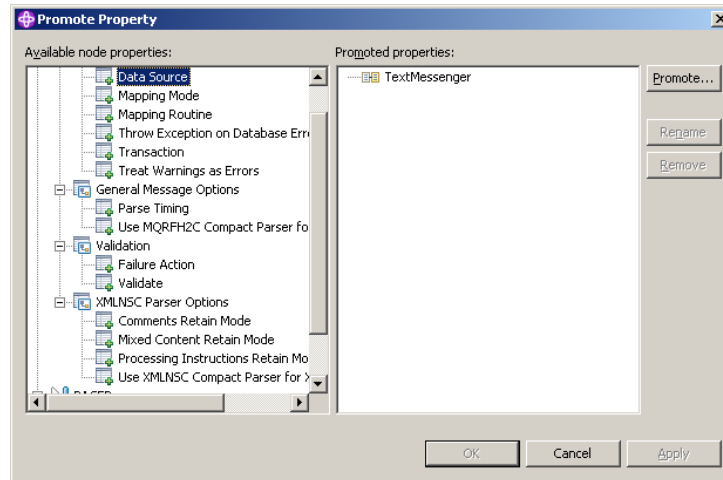 Promote Property
Available node properties:
Promoted properties:
Data Source
Mapping Mode
Mapping Routine
Throw Exception on Database Erro
Transaction
Treat Warnings as Errors
General Message Options
Parse Timing
Use MQRFH2C Compact Parser fo
Validation
Failure Action
Validate
XMLNSC Parser Options
Comments Retain Mode
Mixed Content Retain Mode
Processing Instructions Retain Mo
Use XMLNSC Compact Parser for X
TextMessenger
Promote...
Rename
Remove
OK
Cancel
Apply